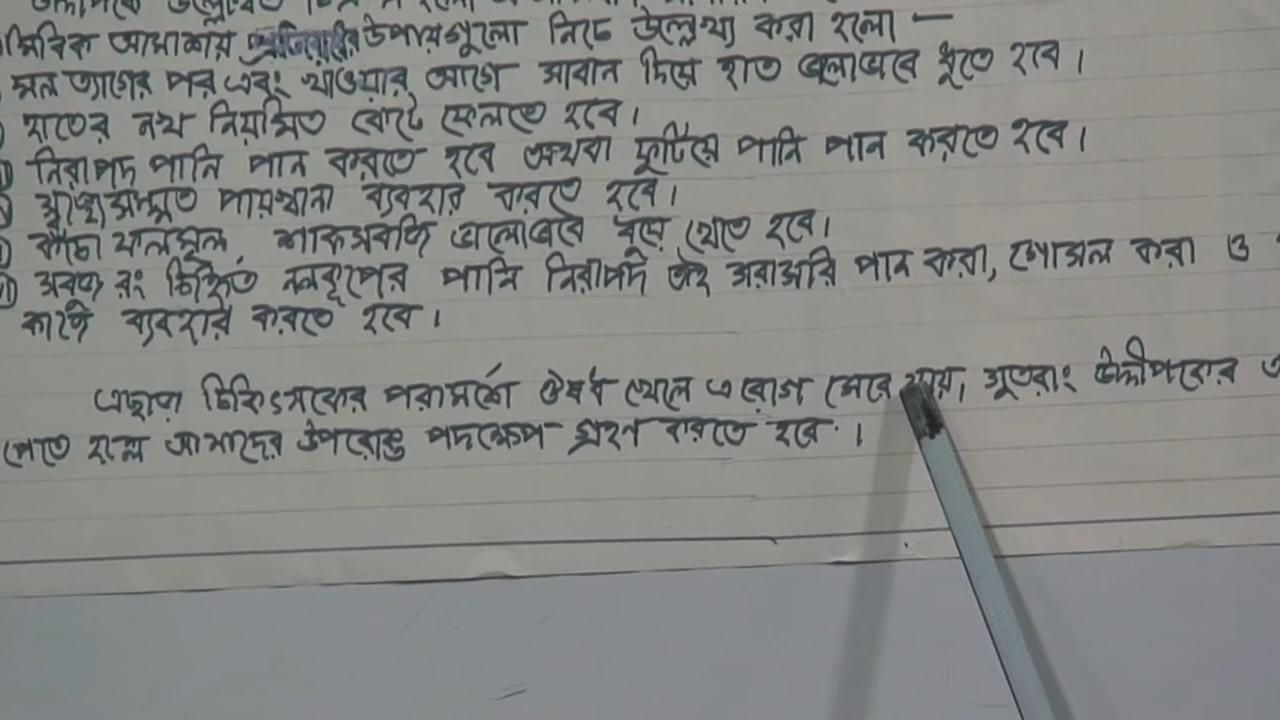 মিবিক আমাশয় প্রতিরোধের উপায়গুলো নিচে উল্লেখ্য করা হলো —
মল ত্যাগের পর এবং খাওয়ার আগে সাবান দিয়ে হাত ভালোভাবে ধুতে হবে।
হাতের নখ নিয়মিত কেটে ফেলতে হবে।
নিরাপদ পানি পান করতে হবে অথবা ফুটিয়ে পানি পান করতে হবে।
স্বাস্থ্যসম্মত পায়খানা ব্যবহার করতে হবে।
কাঁচা ফলমূল, শাকসবজি ভালোভাবে ধুয়ে খেতে হবে।
সবুজ রং চিহ্নিত নলকূপের পানি নিরাপদ তাই সরাসরি পান করা, গোসল করা ও
কাজে ব্যবহার করতে হবে।
এছাড়া চিকিৎসকের পরামর্শে ঔষধ খেলে এ রোগ সেরে যায়। সুতরাং উদ্দীপকের
পেতে হলে আমাদের উপরোক্ত পদক্ষেপ গ্রহণ করতে হবে।